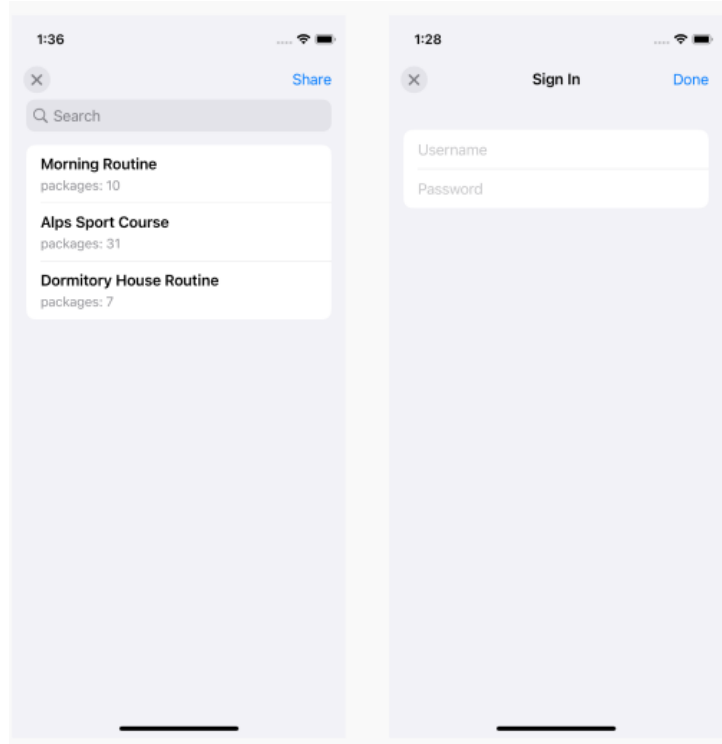 1:36
Share
Search
Morning Routine
packages: 10
Alps Sport Course
packages: 31
Dormitory House Routine
packages: 7
1:28
Sign In
Done
Username
Password